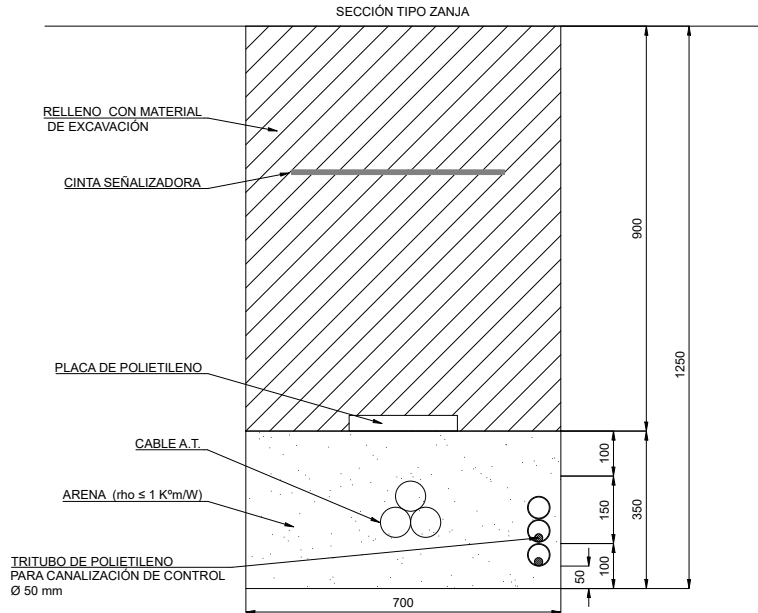 SECCIÓN TIPO ZANJA
RELLENO CON MATERIAL
DE EXCAVACIÓN
CINTA SEÑALIZADORA
900
1250
PLACA DE POLIETILENO
CABLE A.T.
100
ARENA (rho ≤ 1 Kºm/W)
150
350
TRITUBO DE POLIETILENO
PARA CANALIZACIÓN DE CONTROL
Ø 50 mm
50
100
700